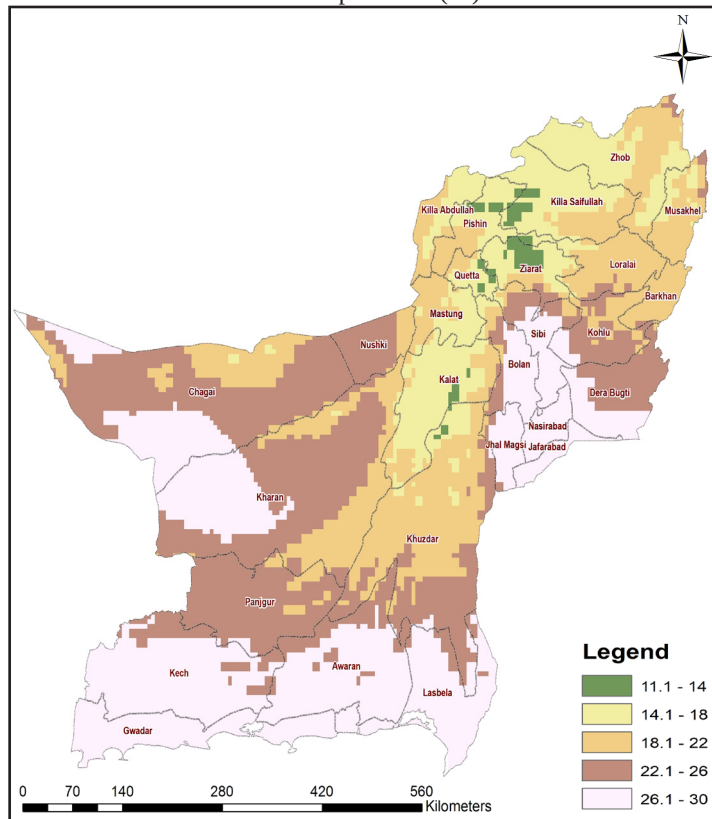 N
Zhob
Killa Saifullah
Killa Abdullah
Musakhel
Pishin
Loralai
Ziarat
Quetta
Barkhan
Mastung
Sibi
Kohlu
Nushki
Bolan
Kalat
Chagai
Dera Bugti
Nasirabad
Jhal Magsi
Jafarabad
Kharan
Khuzdar
Panjgur
Awaran
Kech
Lasbela
Gwadar
Legend
11.1 - 14
14.1 - 18
18.1 - 22
22.1 - 26
26.1 - 30
0 70 140 280 420 560
Kilometers